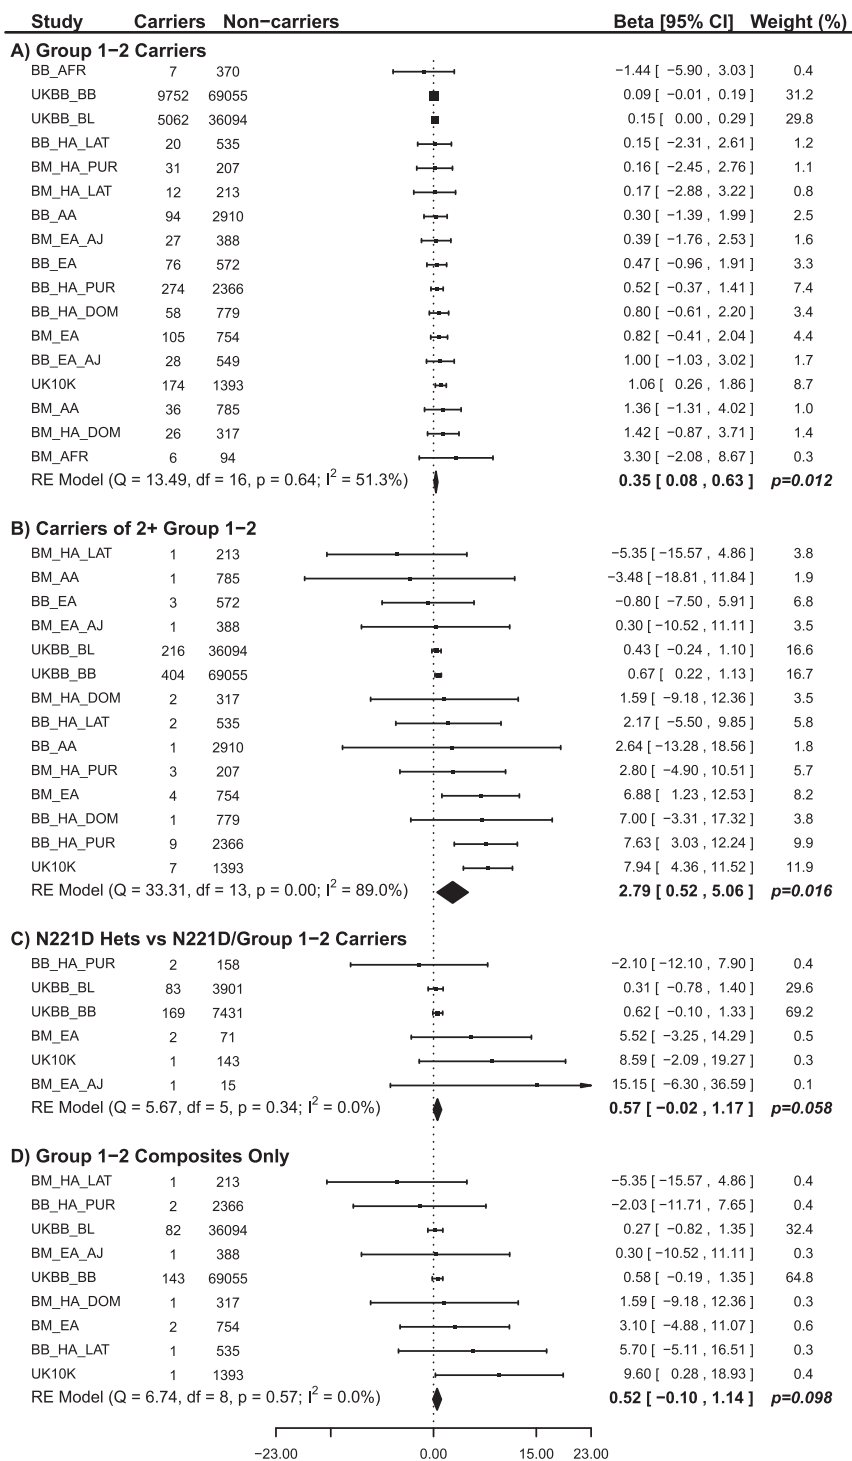 Study Carriers Non−carriers Beta [95% CI] Weight (%)
A) Group 1−2 Carriers
BB_AFR 7 370 −1.44 [ −5.90 , 3.03 ] 0.4
UKBB_BB 9752 69055 0.09 [ −0.01 , 0.19 ] 31.2
UKBB_BL 5062 36094 0.15 [ 0.00 , 0.29 ] 29.8
BB_HA_LAT 20 535 0.15 [ −2.31 , 2.61 ] 1.2
BM_HA_PUR 31 207 0.16 [ −2.45 , 2.76 ] 1.1
BM_HA_LAT 12 213 0.17 [ −2.88 , 3.22 ] 0.8
BB_AA 94 2910 0.30 [ −1.39 , 1.99 ] 2.5
BM_EA_AJ 27 388 0.39 [ −1.76 , 2.53 ] 1.6
BB_EA 76 572 0.47 [ −0.96 , 1.91 ] 3.3
BB_HA_PUR 274 2366 0.52 [ −0.37 , 1.41 ] 7.4
BB_HA_DOM 58 779 0.80 [ −0.61 , 2.20 ] 3.4
BM_EA 105 754 0.82 [ −0.41 , 2.04 ] 4.4
BB_EA_AJ 28 549 1.00 [ −1.03 , 3.02 ] 1.7
UK10K 174 1393 1.06 [ 0.26 , 1.86 ] 8.7
BM_AA 36 785 1.36 [ −1.31 , 4.02 ] 1.0
BM_HA_DOM 26 317 1.42 [ −0.87 , 3.71 ] 1.4
BM_AFR 6 94 3.30 [ −2.08 , 8.67 ] 0.3
RE Model (Q = 13.49, df = 16, p = 0.64; I² = 51.3%) 0.35 [ 0.08 , 0.63 ] p=0.012
B) Carriers of 2+ Group 1−2
BM_HA_LAT 1 213 −5.35 [ −15.57 , 4.86 ] 3.8
BM_AA 1 785 −3.48 [ −18.81 , 11.84 ] 1.9
BB_EA 3 572 −0.80 [ −7.50 , 5.91 ] 6.8
BM_EA_AJ 1 388 0.30 [ −10.52 , 11.11 ] 3.5
UKBB_BL 216 36094 0.43 [ −0.24 , 1.10 ] 16.6
UKBB_BB 404 69055 0.67 [ 0.22 , 1.13 ] 16.7
BM_HA_DOM 2 317 1.59 [ −9.18 , 12.36 ] 3.5
BB_HA_LAT 2 535 2.17 [ −5.50 , 9.85 ] 5.8
BB_AA 1 2910 2.64 [ −13.28 , 18.56 ] 1.8
BM_HA_PUR 3 207 2.80 [ −4.90 , 10.51 ] 5.7
BM_EA 4 754 6.88 [ 1.23 , 12.53 ] 8.2
BB_HA_DOM 1 779 7.00 [ −3.31 , 17.32 ] 3.8
BB_HA_PUR 9 2366 7.63 [ 3.03 , 12.24 ] 9.9
UK10K 7 1393 7.94 [ 4.36 , 11.52 ] 11.9
RE Model (Q = 33.31, df = 13, p = 0.00; I² = 89.0%) 2.79 [ 0.52 , 5.06 ] p=0.016
C) N221D Hets vs N221D/Group 1−2 Carriers
BB_HA_PUR 2 158 −2.10 [ −12.10 , 7.90 ] 0.4
UKBB_BL 83 3901 0.31 [ −0.78 , 1.40 ] 29.6
UKBB_BB 169 7431 0.62 [ −0.10 , 1.33 ] 69.2
BM_EA 2 71 5.52 [ −3.25 , 14.29 ] 0.5
UK10K 1 143 8.59 [ −2.09 , 19.27 ] 0.3
BM_EA_AJ 1 15 15.15 [ −6.30 , 36.59 ] 0.1
RE Model (Q = 5.67, df = 5, p = 0.34; I² = 0.0%) 0.57 [ −0.02 , 1.17 ] p=0.058
D) Group 1−2 Composites Only
BM_HA_LAT 1 213 −5.35 [ −15.57 , 4.86 ] 0.4
BB_HA_PUR 2 2366 −2.03 [ −11.71 , 7.65 ] 0.4
UKBB_BL 82 36094 0.27 [ −0.82 , 1.35 ] 32.4
BM_EA_AJ 1 388 0.30 [ −10.52 , 11.11 ] 0.3
UKBB_BB 143 69055 0.58 [ −0.19 , 1.35 ] 64.8
BM_HA_DOM 1 317 1.59 [ −9.18 , 12.36 ] 0.3
BM_EA 2 754 3.10 [ −4.88 , 11.07 ] 0.6
BB_HA_LAT 1 535 5.70 [ −5.11 , 16.51 ] 0.3
UK10K 1 1393 9.60 [ 0.28 , 18.93 ] 0.4
RE Model (Q = 6.74, df = 8, p = 0.57; I² = 0.0%) 0.52 [ −0.10 , 1.14 ] p=0.098
−23.00 0.00 15.00 23.00